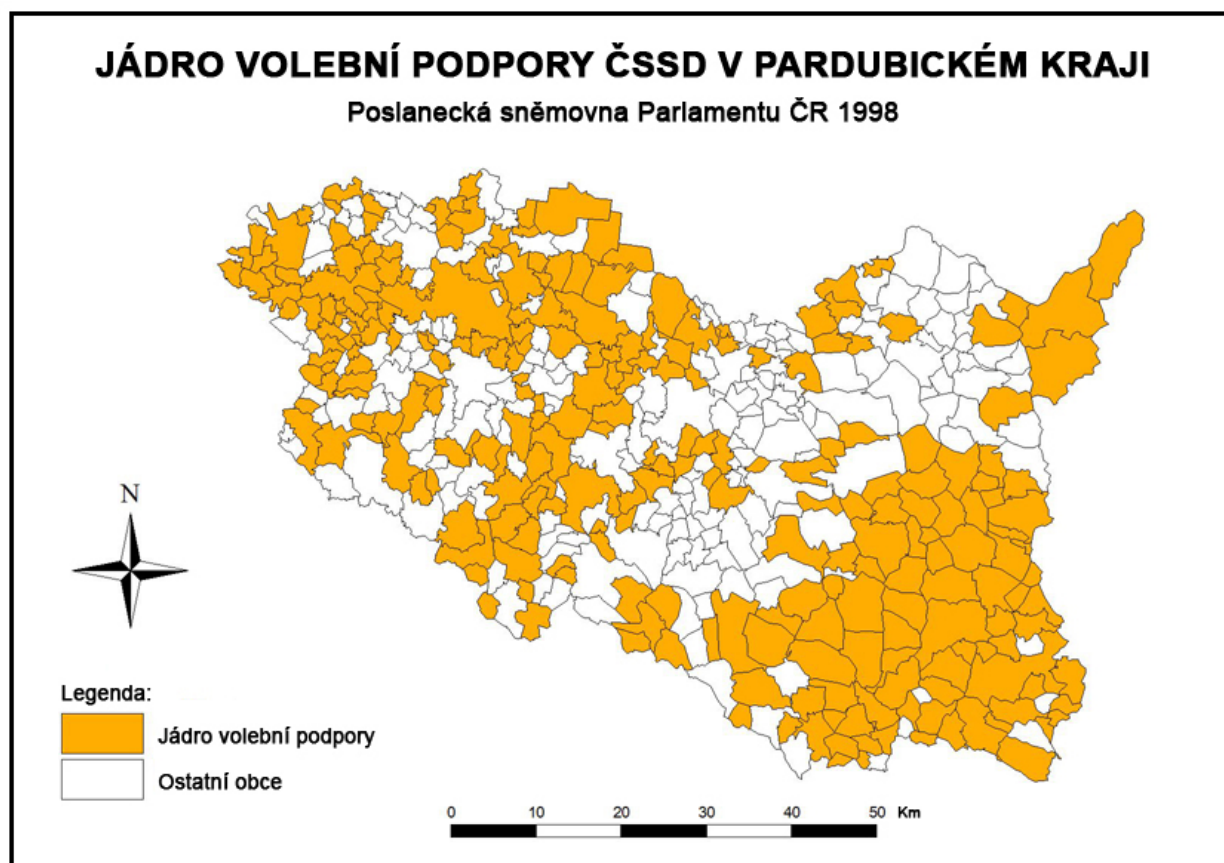 JÁDRO VOLEBNÍ PODPORY ČSSD V PARDUBICKÉM KRAJI
Poslanecká sněmovna Parlamentu ČR 1998
N
Legenda:
Jádro volební podpory
Ostatní obce
0 10 20 30 40 50 Km